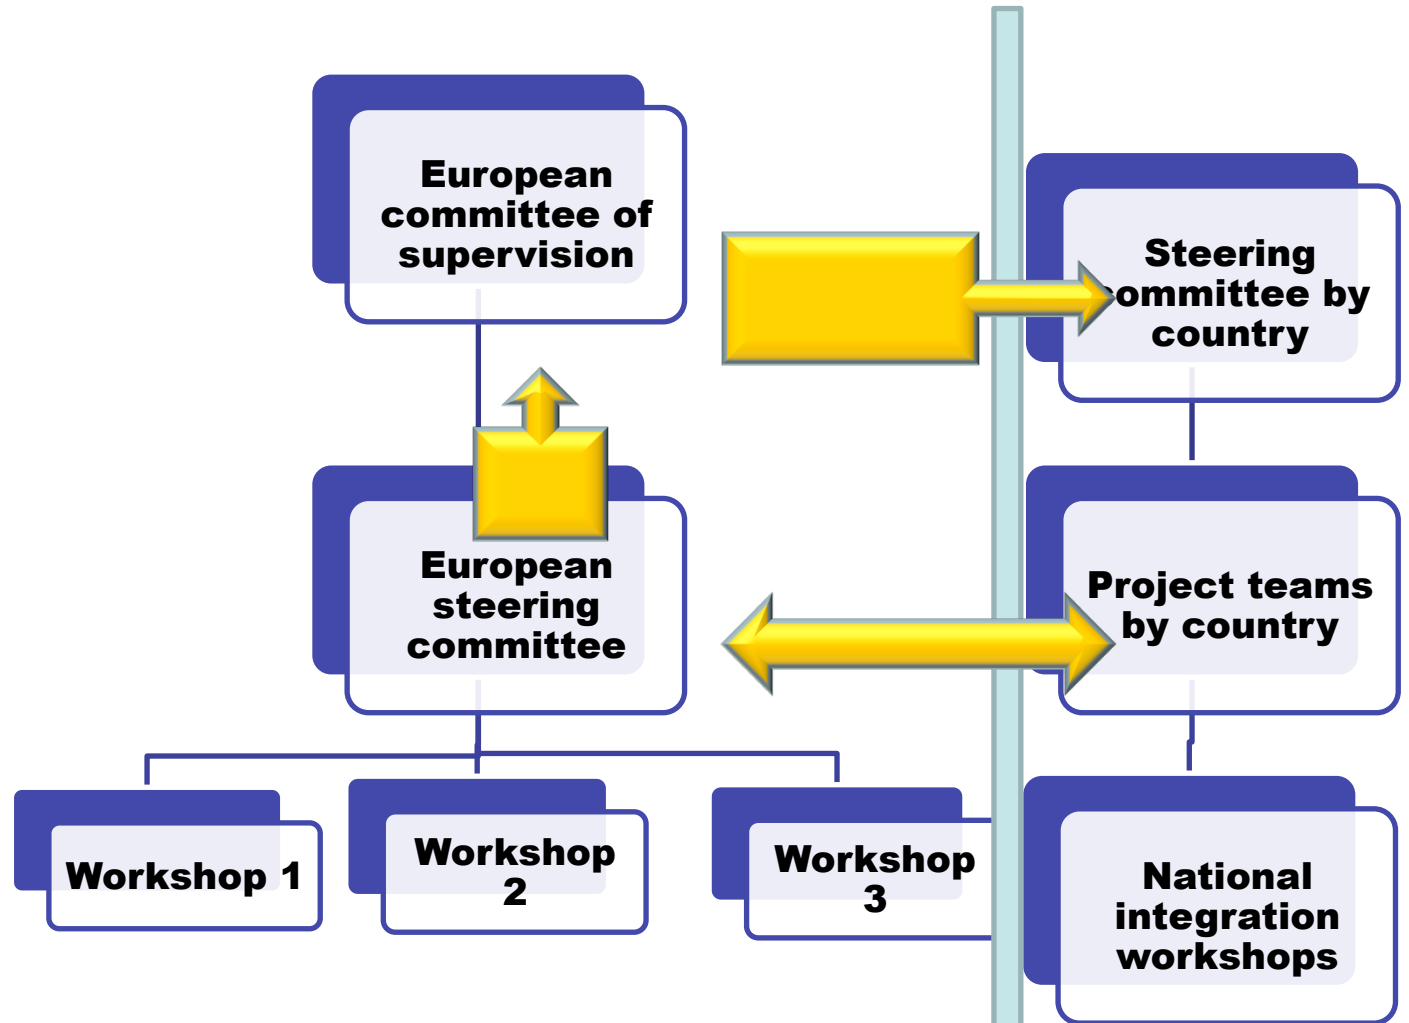 European
committee of
supervision
Steering
committee by
country
European
steering
committee
Project teams
by country
Workshop 1
Workshop
2
Workshop
3
National
integration
workshops